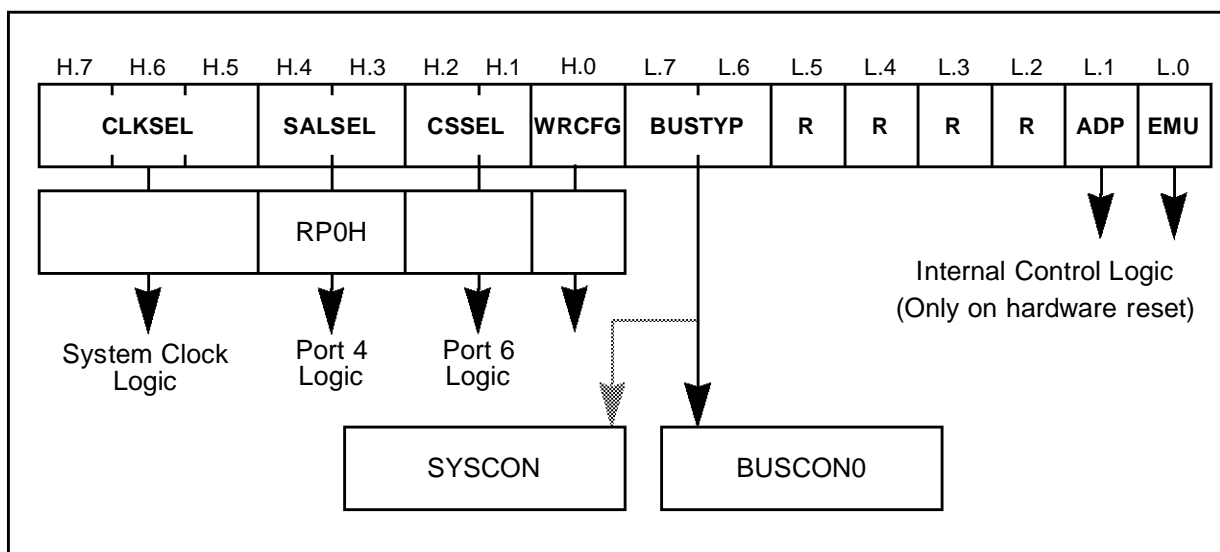 H.7 H.6 H.5 H.4 H.3 H.2 H.1 H.0 L.7 L.6 L.5 L.4 L.3 L.2 L.1 L.0
CLKSEL SALSEL CSSEL WRCFG BUSTYP R R R R ADP EMU
RP0H
Internal Control Logic
(Only on hardware reset)
System Clock
Logic
Port 4
Logic
Port 6
Logic
SYSCON
BUSCON0